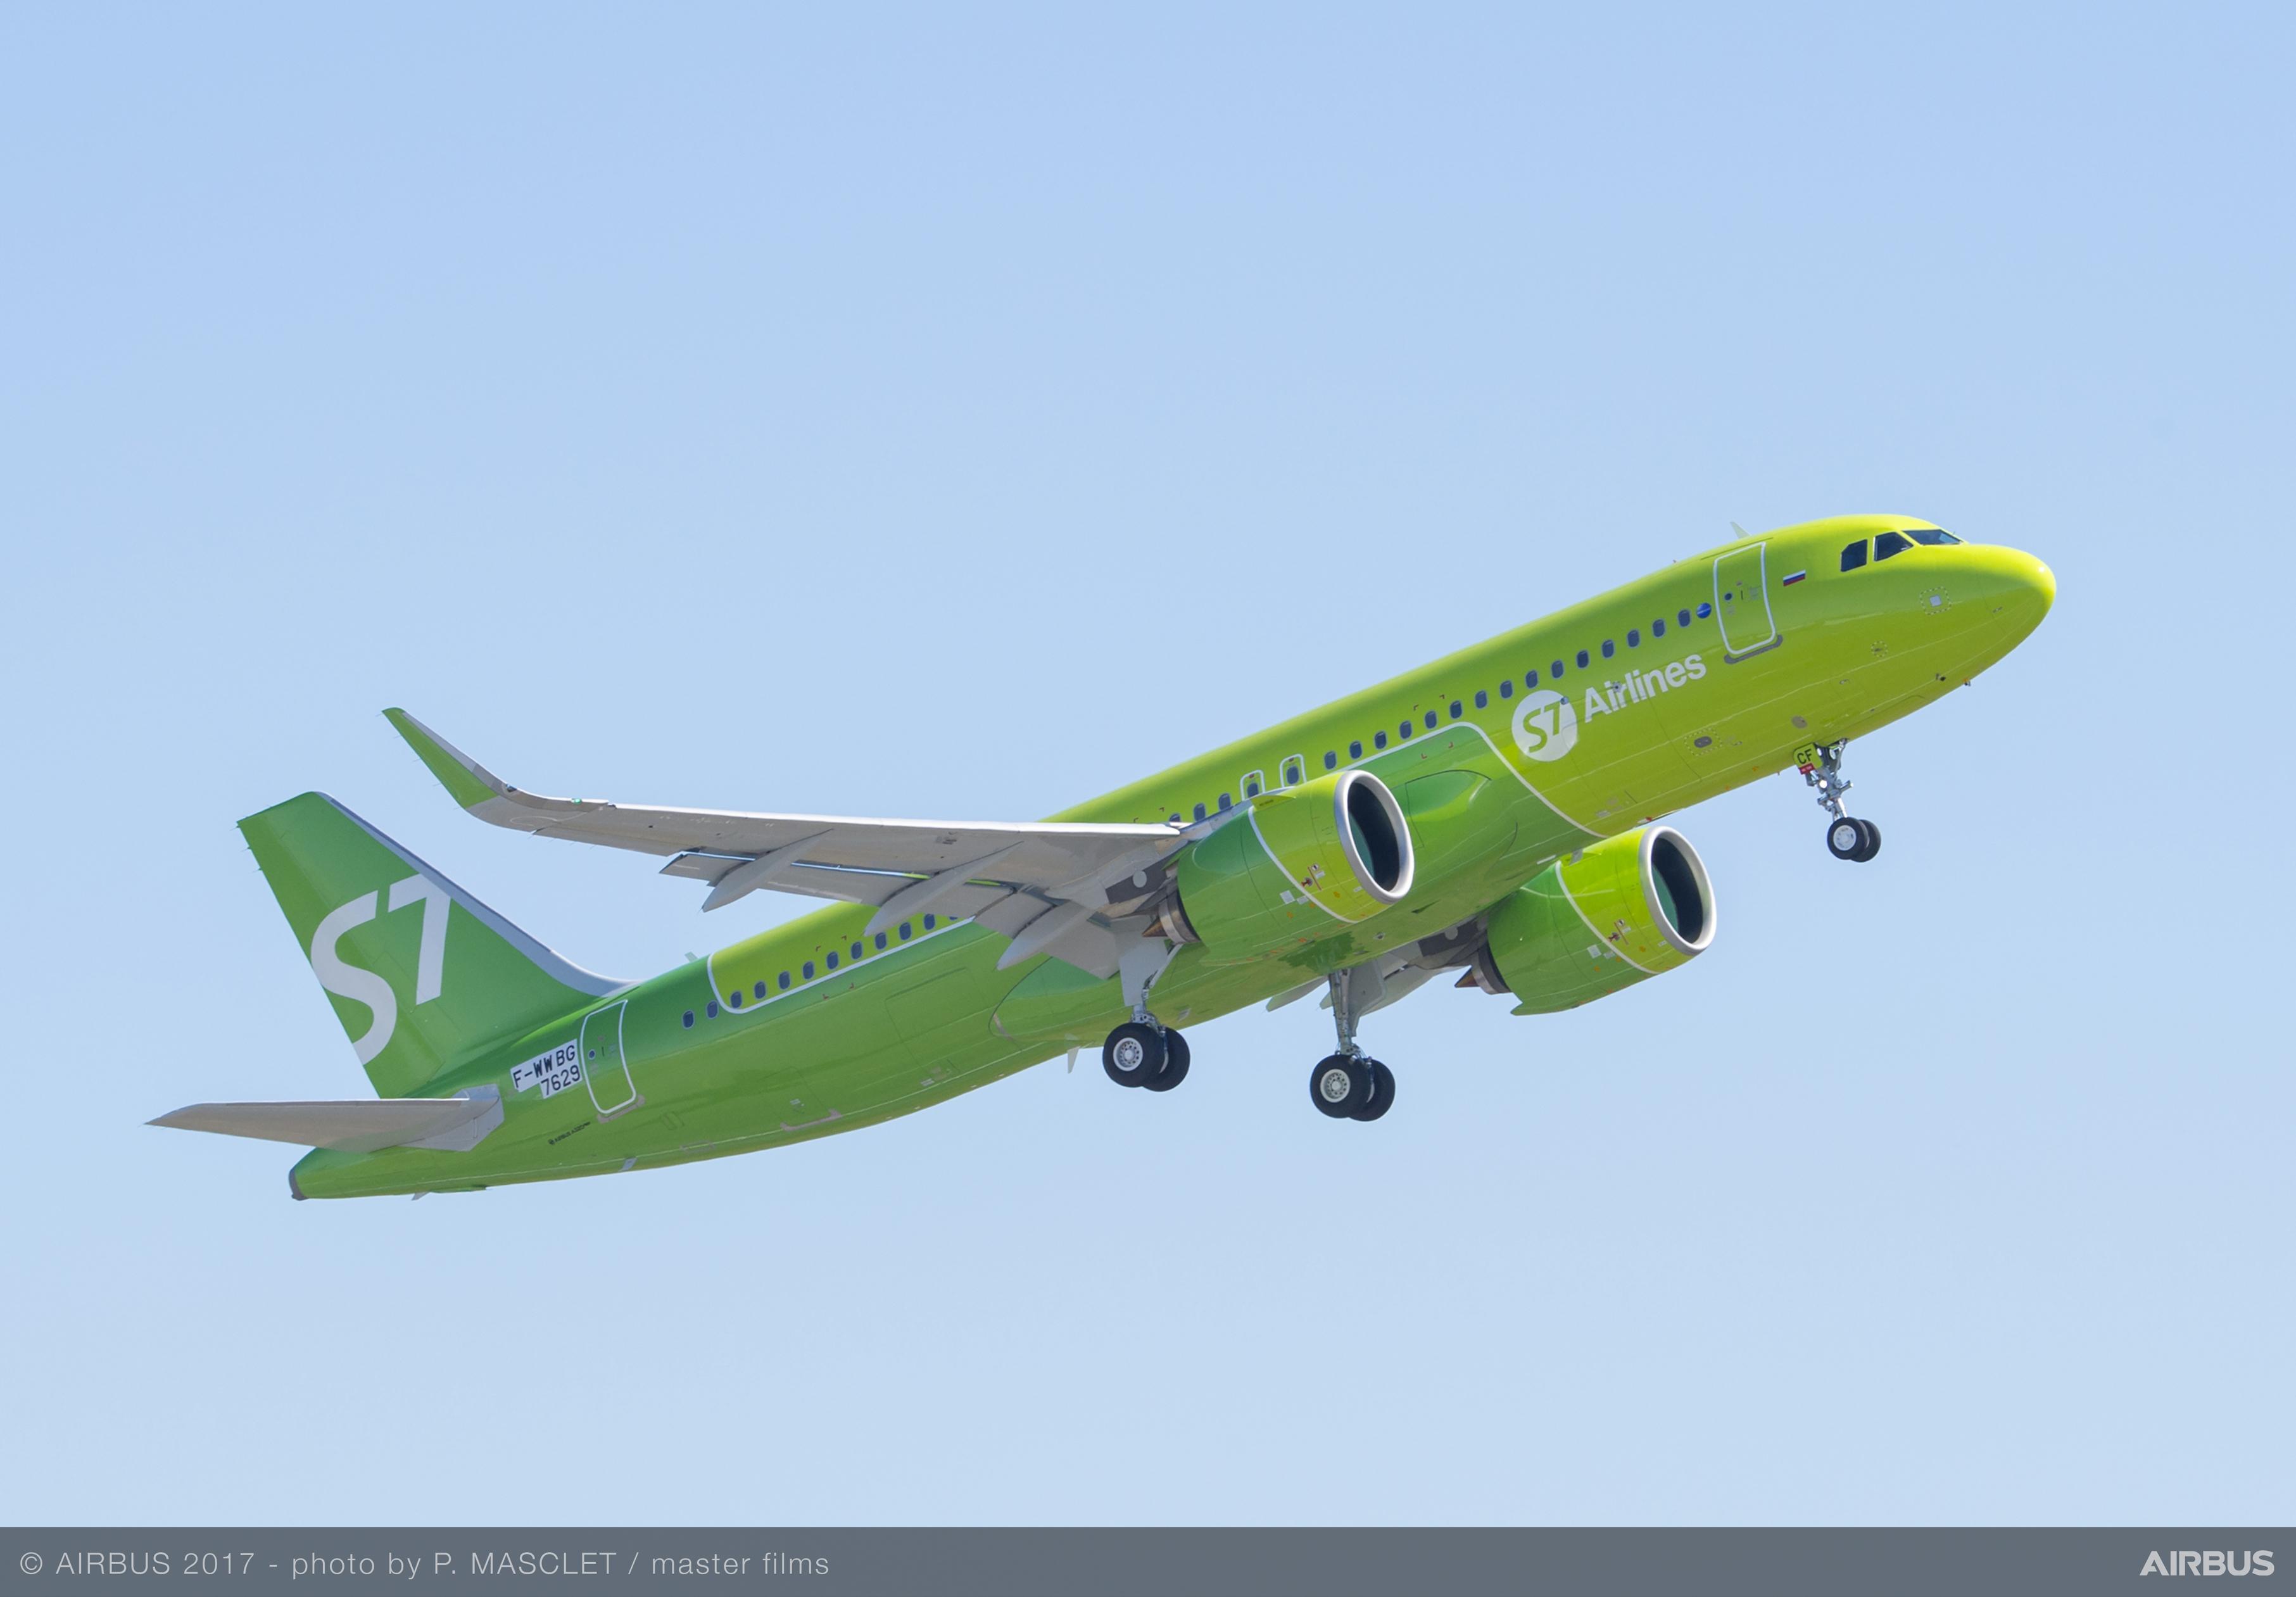 S7 Airlines
CF
S7
F-WWBG
7629
© AIRBUS 2017 - photo by P. MASCLET / master films
AIRBUS